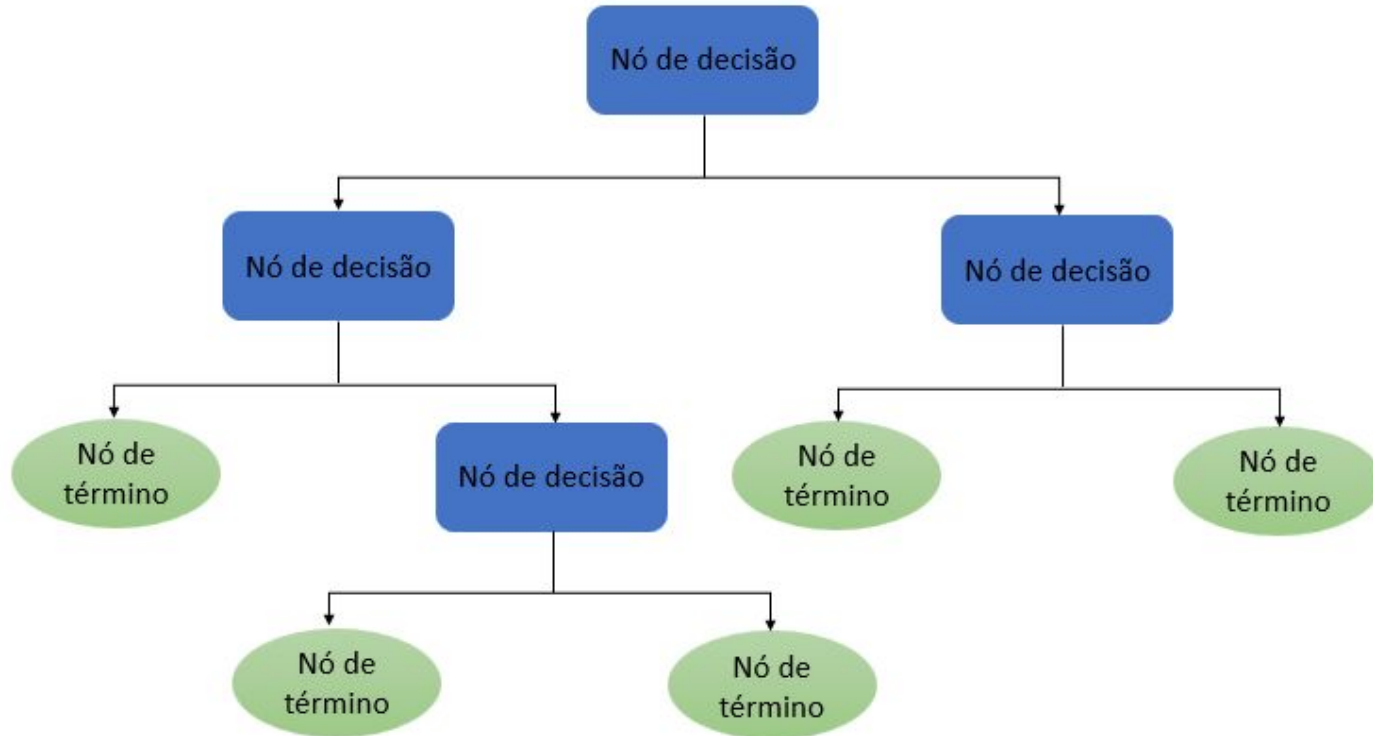 Nó de decisão
Nó de decisão
Nó de decisão
Nó de
término
Nó de decisão
Nó de
término
Nó de
término
Nó de
término
Nó de
término